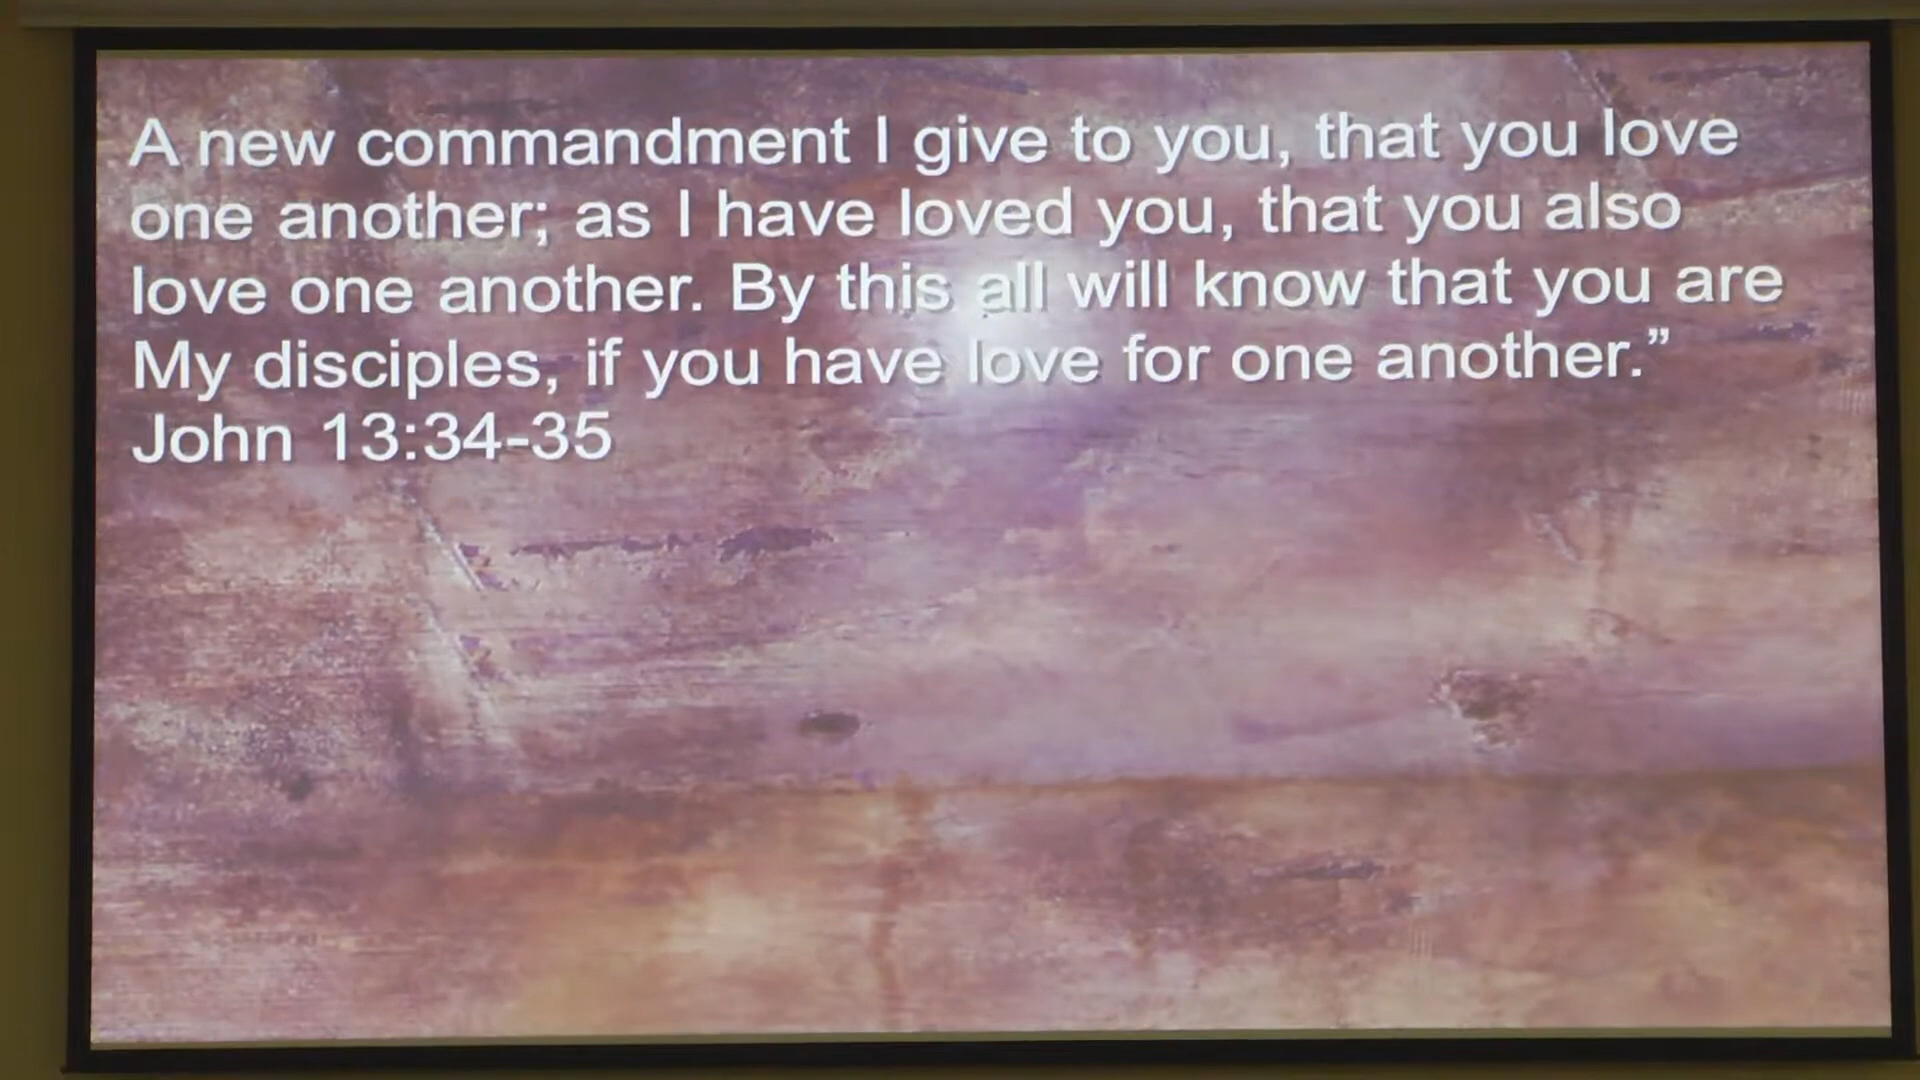 A new commandment I give to you, that you love
one another; as I have loved you, that you also
love one another. By this all will know that you are
My disciples, if you have love for one another.”
John 13:34-35